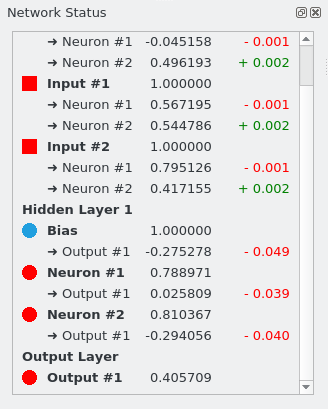 Network Status
➔ Neuron #1 -0.045158 - 0.001
➔ Neuron #2 0.496193 + 0.002
Input #1 1.000000
➔ Neuron #1 0.567195 - 0.001
➔ Neuron #2 0.544786 + 0.002
Input #2 1.000000
➔ Neuron #1 0.795126 - 0.001
➔ Neuron #2 0.417155 + 0.002
Hidden Layer 1
Bias 1.000000
➔ Output #1 -0.275278 - 0.049
Neuron #1 0.788971
➔ Output #1 0.025809 - 0.039
Neuron #2 0.810367
➔ Output #1 -0.294056 - 0.040
Output Layer
Output #1 0.405709